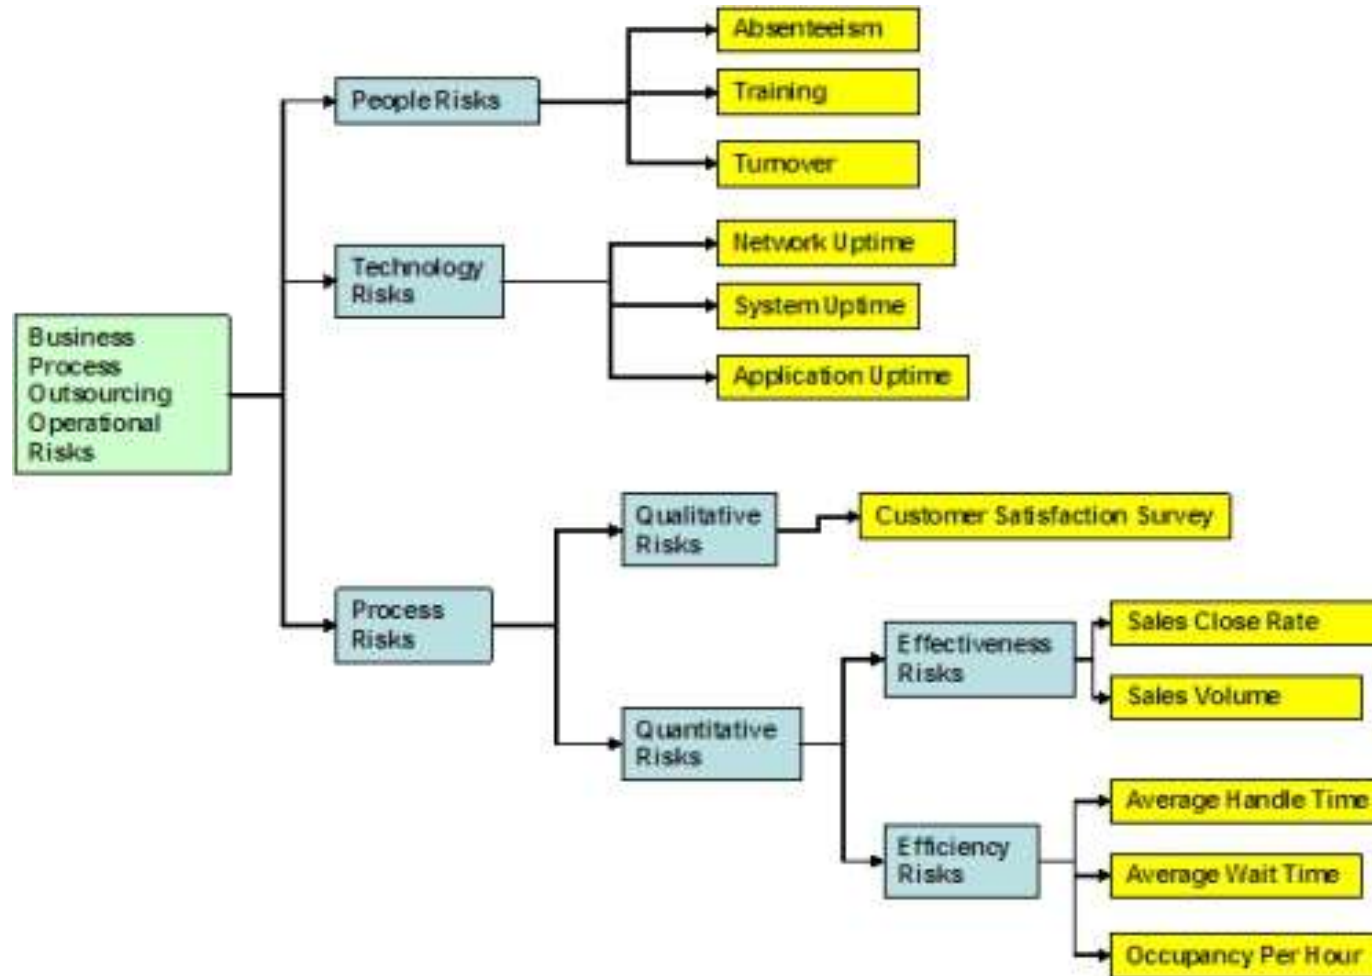 Absenteeism
People Risks
Training
Turnover
Network Uptime
Technology
Risks
System Uptime
Application Uptime
Business
Process
Outsourcing
Operational
Risks
Qualitative
Risks
Customer Satisfaction Survey
Process
Risks
Effectiveness
Risks
Sales Close Rate
Sales Volume
Quantitative
Risks
Average Handle Time
Efficiency
Risks
Average Wait Time
Occupancy Per Hour